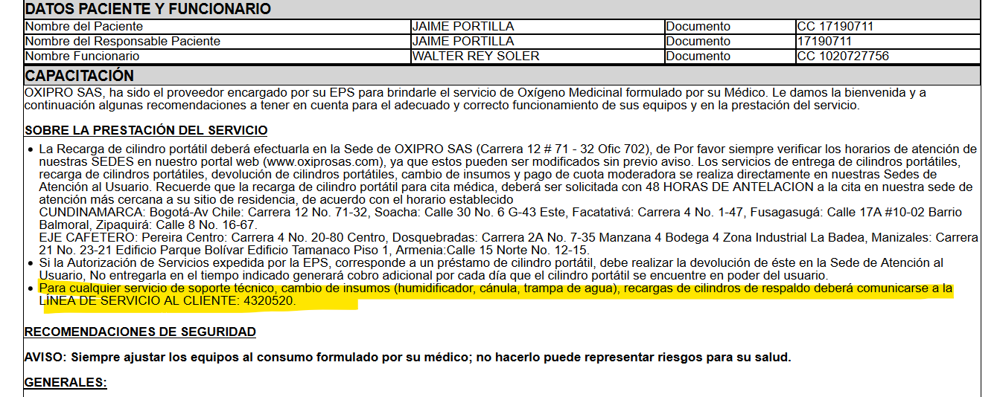 DATOS PACIENTE Y FUNCIONARIO
Nombre del Paciente JAIME PORTILLA Documento CC 17190711
Nombre del Responsable Paciente JAIME PORTILLA Documento 17190711
Nombre Funcionario WALTER REY SOLER Documento CC 1020727756
CAPACITACIÓN
OXIPRO SAS, ha sido el proveedor encargado por su EPS para brindarle el servicio de Oxígeno Medicinal formulado por su Médico. Le damos la bienvenida y a
continuación algunas recomendaciones a tener en cuenta para el adecuado y correcto funcionamiento de sus equipos y en la prestación del servicio.
SOBRE LA PRESTACIÓN DEL SERVICIO
• La Recarga de cilindro portátil deberá efectuarla en la Sede de OXIPRO SAS (Carrera 12 # 71 - 32 Ofic 702), de Por favor siempre verificar los horarios de atención de
nuestras SEDES en nuestro portal web (www.oxiprosas.com), ya que estos pueden ser modificados sin previo aviso. Los servicios de entrega de cilindros portátiles,
recarga de cilindros portátiles, devolución de cilindros portátiles, cambio de insumos y pago de cuota moderadora se realiza directamente en nuestras Sedes de
Atención al Usuario. Recuerde que la recarga de cilindro portátil para cita médica, deberá ser solicitada con 48 HORAS DE ANTELACION a la cita en nuestra sede de
atención más cercana a su sitio de residencia, de acuerdo con el horario establecido
CUNDINAMARCA: Bogotá-Av Chile: Carrera 12 No. 71-32, Soacha: Calle 30 No. 6 G-43 Este, Facatativá: Carrera 4 No. 1-47, Fusagasugá: Calle 17A #10-02 Barrio
Balmoral, Zipaquirá: Calle 8 No. 16-67.
EJE CAFETERO: Pereira Centro: Carrera 4 No. 20-80 Centro, Dosquebradas: Carrera 2A No. 7-35 Manzana 4 Bodega 4 Zona Industrial La Badea, Manizales: Carrera
21 No. 23-21 Edificio Parque Bolívar Edificio Tamanaco Piso 1, Armenia:Calle 15 Norte No. 12-15.
• Si la Autorización de Servicios expedida por la EPS, corresponde a un préstamo de cilindro portátil, debe realizar la devolución de éste en la Sede de Atención al
Usuario, No entregarla en el tiempo indicado generará cobro adicional por cada día que el cilindro portátil se encuentre en poder del usuario.
• Para cualquier servicio de soporte técnico, cambio de insumos (humidificador, cánula, trampa de agua), recargas de cilindros de respaldo deberá comunicarse a la
LÍNEA DE SERVICIO AL CLIENTE: 4320520.
RECOMENDACIONES DE SEGURIDAD
AVISO: Siempre ajustar los equipos al consumo formulado por su médico; no hacerlo puede representar riesgos para su salud.
GENERALES: